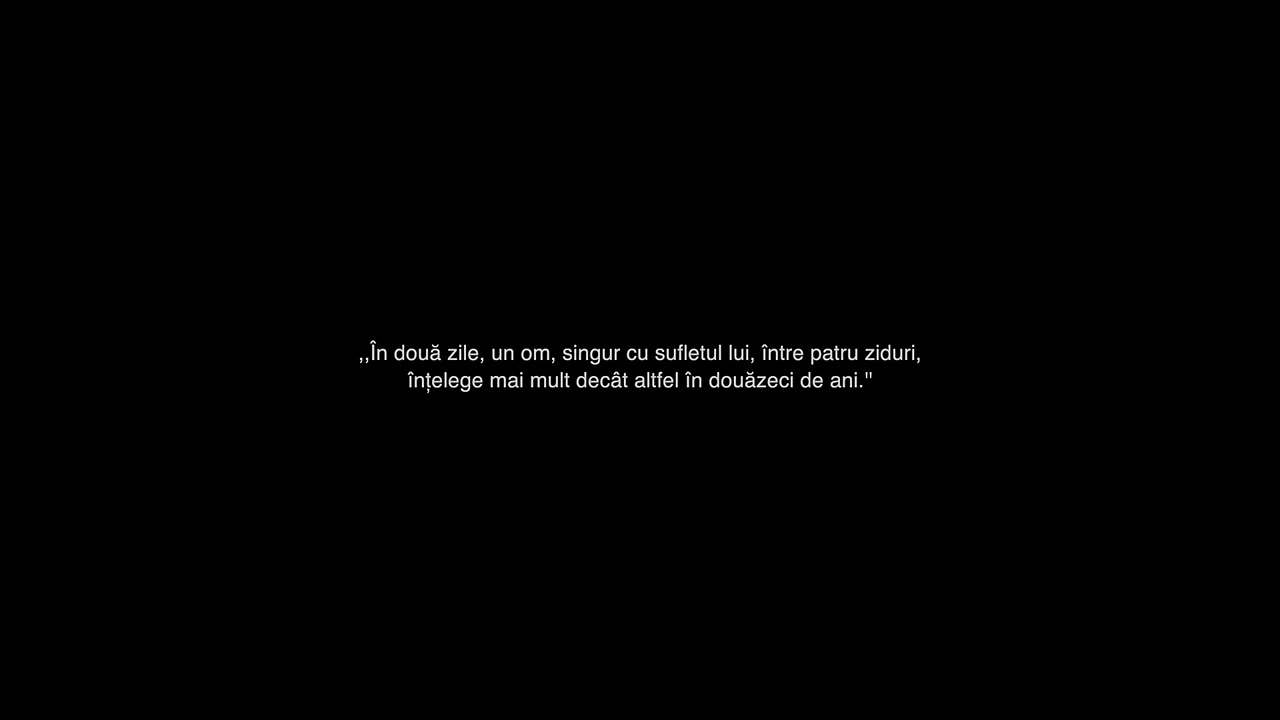 ,,În două zile, un om, singur cu sufletul lui, între patru ziduri,
înțelege mai mult decât altfel în douăzeci de ani."